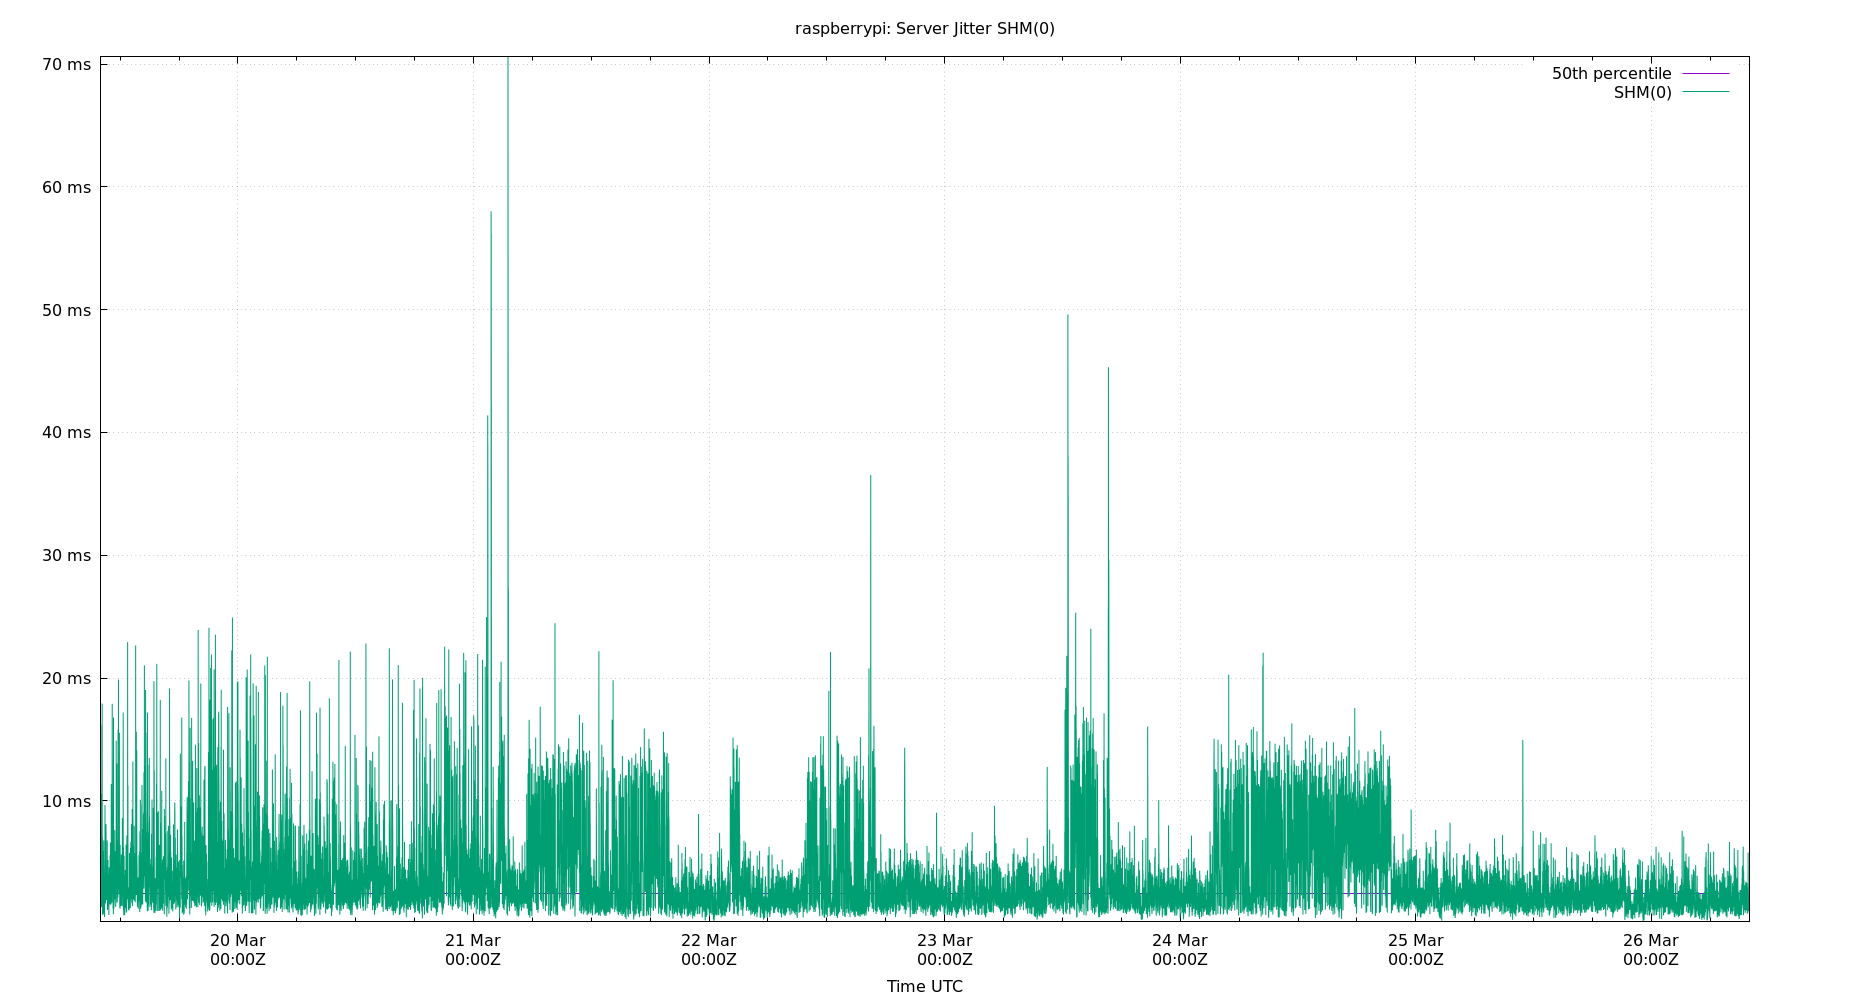 raspberrypi: Server Jitter SHM(0)
70 ms
60 ms
50 ms
40 ms
30 ms
20 ms
10 ms
50th percentile
SHM(0)
20 Mar
00:00Z
21 Mar
00:00Z
22 Mar
00:00Z
23 Mar
00:00Z
24 Mar
00:00Z
25 Mar
00:00Z
26 Mar
00:00Z
Time UTC